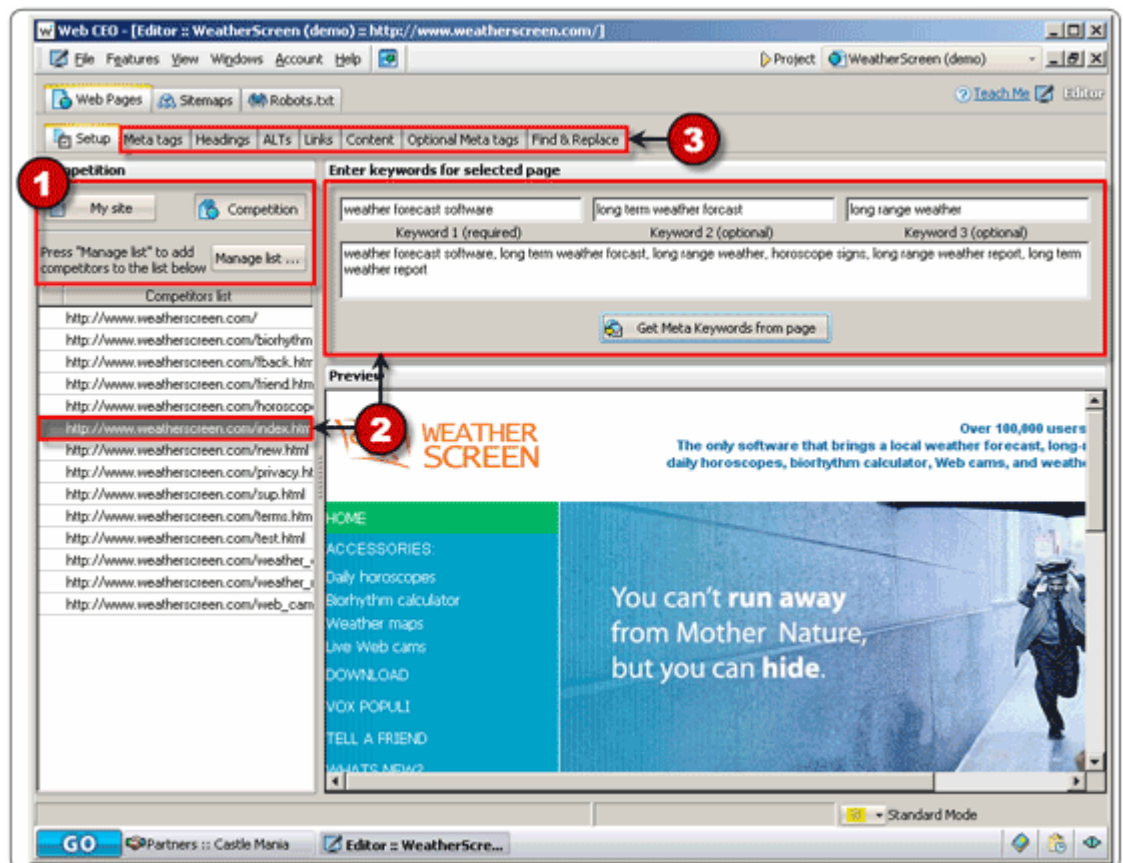 Web CEO - [Editor :: WeatherScreen (demo) :: http://www.weatherscreen.com/]
File Features View Windows Account Help Project WeatherScreen (demo)
Web Pages Sitemaps Robots.txt Teach Me Editor
Setup Meta tags Headings ALTs Links Content Optional Meta tags Find & Replace
3
petition
Enter keywords for selected page
1
My site Competition
weather forecast software long term weather forcast long range weather
Keyword 1 (required) Keyword 2 (optional) Keyword 3 (optional)
Press "Manage list" to add
competitors to the list below
Manage list ...
weather forecast software, long term weather forcast, long range weather, horoscope signs, long range weather report, long term
weather report
Get Meta Keywords from page
Competitors list
http://www.weatherscreen.com/
http://www.weatherscreen.com/biorhythm
http://www.weatherscreen.com/fback.htm
http://www.weatherscreen.com/friend.htm
http://www.weatherscreen.com/horoscop
http://www.weatherscreen.com/index.htm
http://www.weatherscreen.com/new.html
http://www.weatherscreen.com/privacy.ht
http://www.weatherscreen.com/sup.html
http://www.weatherscreen.com/terms.htm
http://www.weatherscreen.com/test.html
http://www.weatherscreen.com/weather_
http://www.weatherscreen.com/weather_
http://www.weatherscreen.com/web_cam
Preview
2
WEATHER
SCREEN
Over 100,000 users
The only software that brings a local weather forecast, long-
daily horoscopes, biorhythm calculator, Web cams, and weath
HOME
ACCESSORIES:
Daily horoscopes
Biorhythm calculator
Weather maps
Live Web cams
DOWNLOAD
VOX POPULI
TELL A FRIEND
WHATS NEW?
You can't run away
from Mother Nature,
but you can hide.
Standard Mode
GO Partners :: Castle Mania Editor :: WeatherScre...